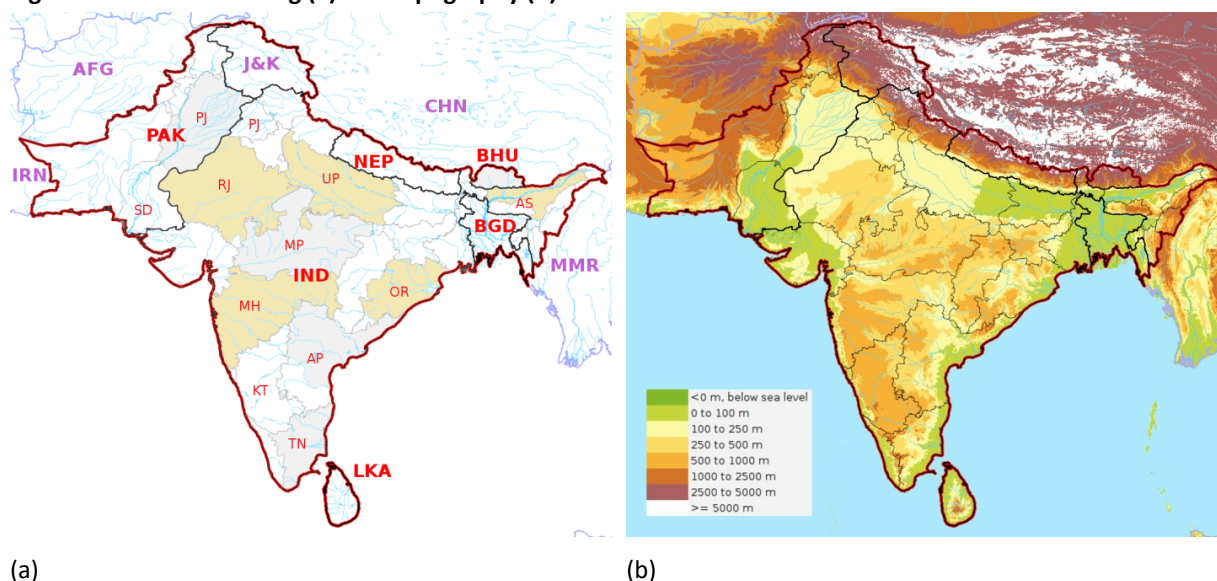 AFG
J&K
CHN
PJ
PAK
PJ
NEP
BHU
IRN
RJ
UP
AS
SD
BGD
MP
MMR
IND
MH
OR
AP
KT
TN
LKA
<0 m, below sea level
0 to 100 m
100 to 250 m
250 to 500 m
500 to 1000 m
1000 to 2500 m
2500 to 5000 m
>= 5000 m
(a)
(b)